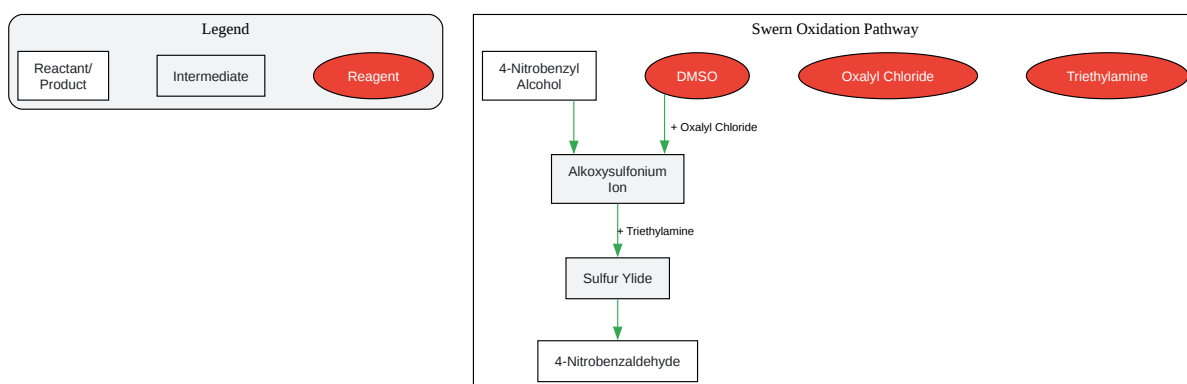 Legend
Reactant/
Product
Intermediate
Reagent
Swern Oxidation Pathway
4-Nitrobenzyl
Alcohol
DMSO
Oxalyl Chloride
Triethylamine
+ Oxalyl Chloride
Alkoxysulfonium
Ion
+ Triethylamine
Sulfur Ylide
4-Nitrobenzaldehyde